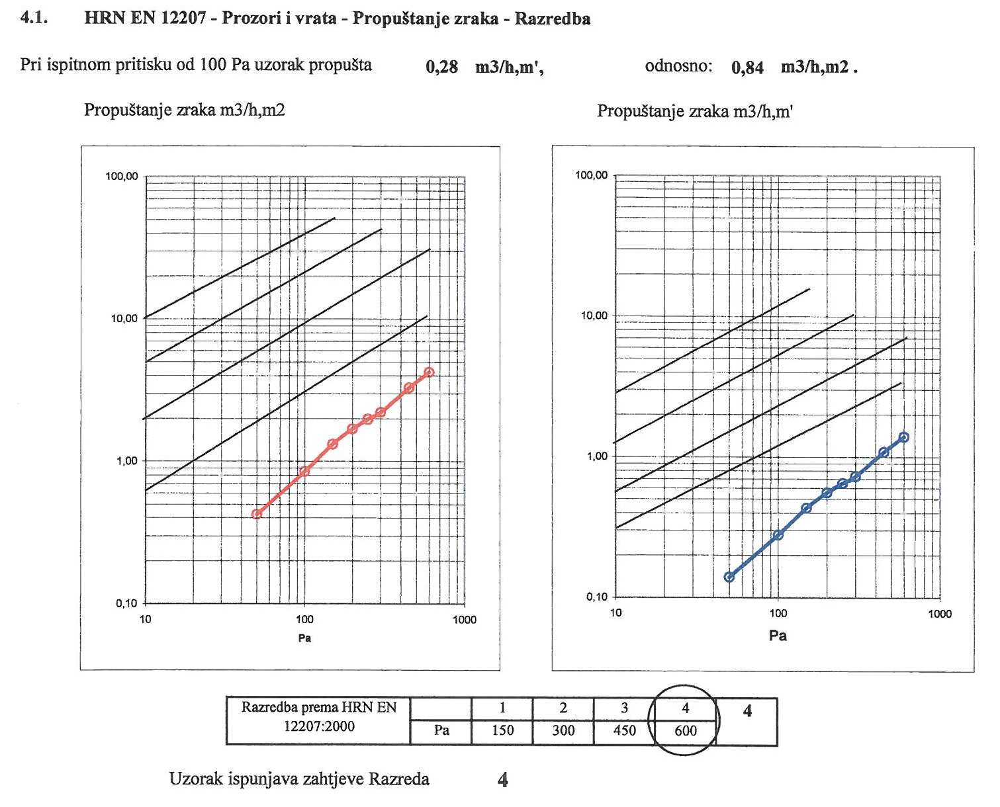 4.1. HRN EN 12207 - Prozori i vrata - Propuštanje zraka - Razredba
Pri ispitnom pritisku od 100 Pa uzorak propušta 0,28 m3/h,m', odnosno: 0,84 m3/h,m2 .
Propuštanje zraka m3/h,m2
100,00
10,00
1,00
0,10
10 100 1000
Pa
Propuštanje zraka m3/h,m'
100,00
10,00
1,00
0,10
10 100 1000
Pa
Razredba prema HRN EN
12207:2000
1 2 3 4 4
Pa 150 300 450 600
Uzorak ispunjava zahtjeve Razreda 4